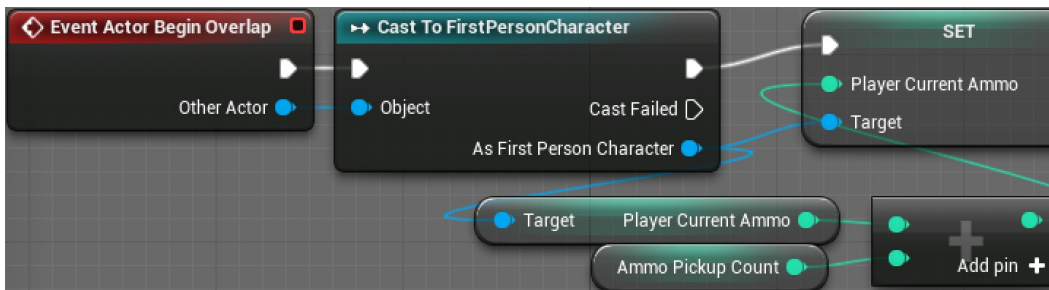 Event Actor Begin Overlap
Other Actor
Cast To FirstPersonCharacter
Object
Cast Failed
As First Person Character
SET
Player Current Ammo
Target
Target Player Current Ammo
Ammo Pickup Count
Add pin +